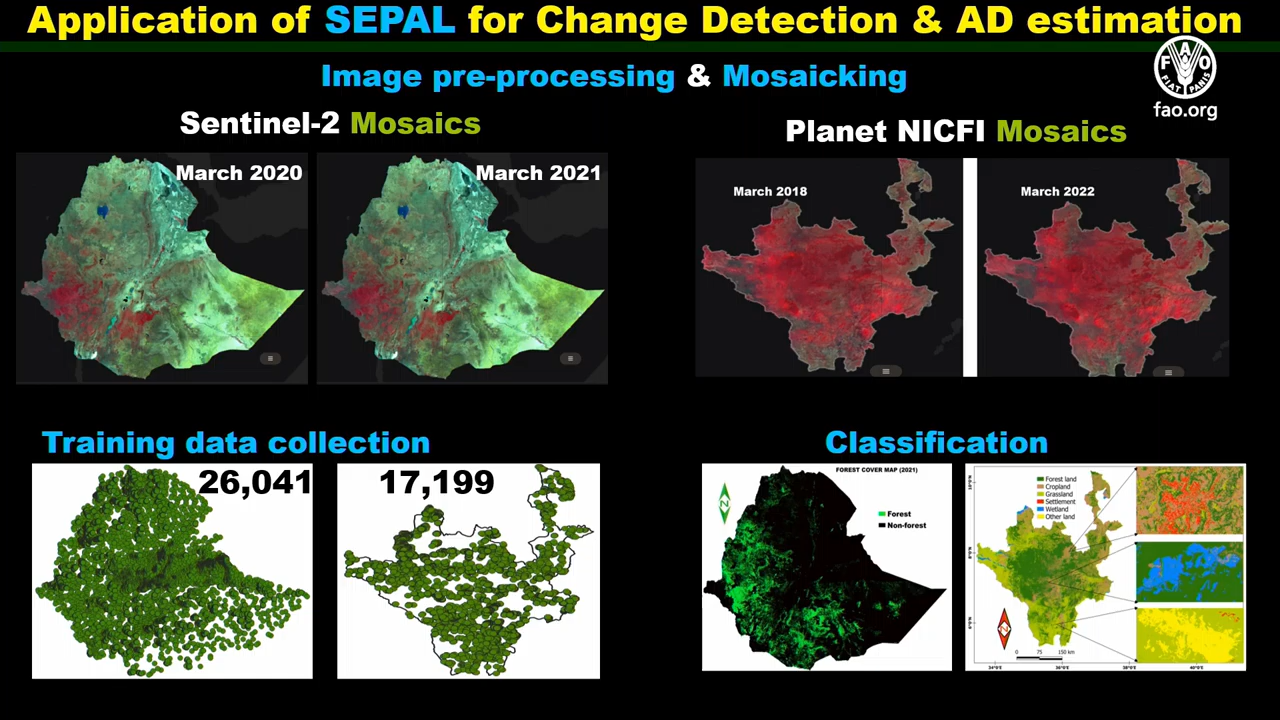 Application of SEPAL for Change Detection & AD estimation
Image pre-processing & Mosaicking
FAO
FIAT PANIS
fao.org
Sentinel-2 Mosaics
Planet NICFI Mosaics
March 2020
March 2021
March 2018
March 2022
Training data collection
Classification
26,041
17,199
FOREST COVER MAP (2021)
N
Forest
Non-forest
Forest land
Cropland
Grassland
Settlement
Wetland
Other land
N
0 75 150 km